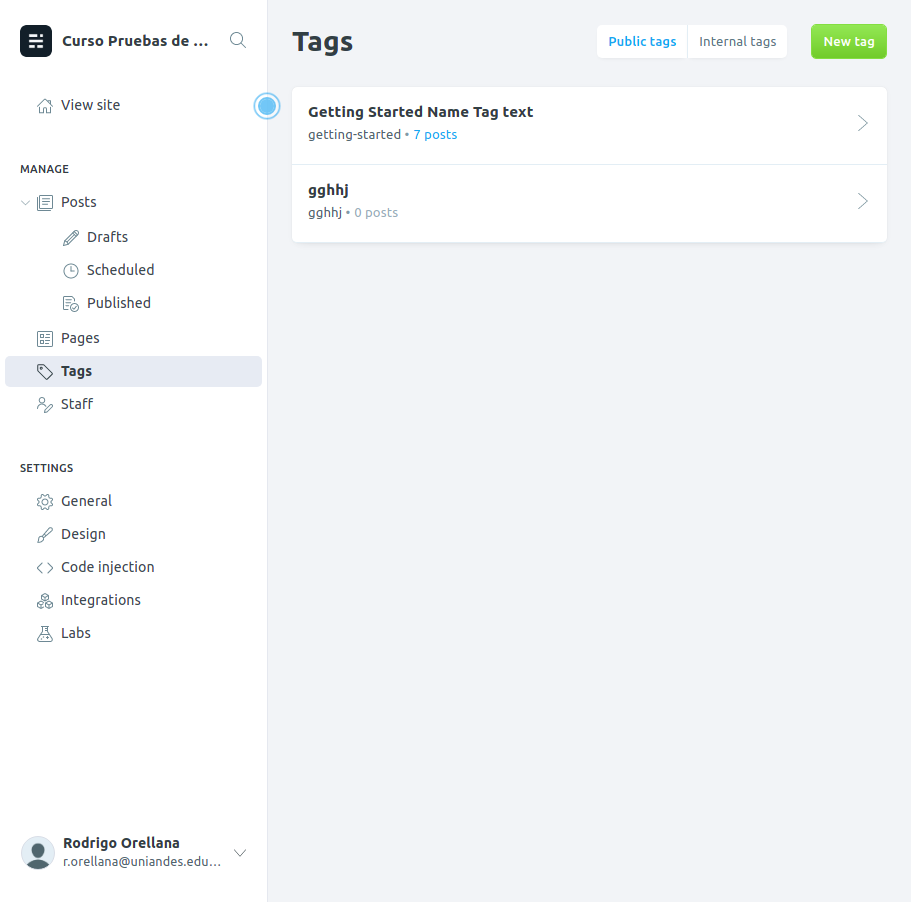 Curso Pruebas de ...
View site
MANAGE
Posts
Drafts
Scheduled
Published
Pages
Tags
Staff
SETTINGS
General
Design
Code injection
Integrations
Labs
Rodrigo Orellana
r.orellana@uniandes.edu...
Tags
Public tags
Internal tags
New tag
Getting Started Name Tag text
getting-started • 7 posts
gghhj
gghhj • 0 posts